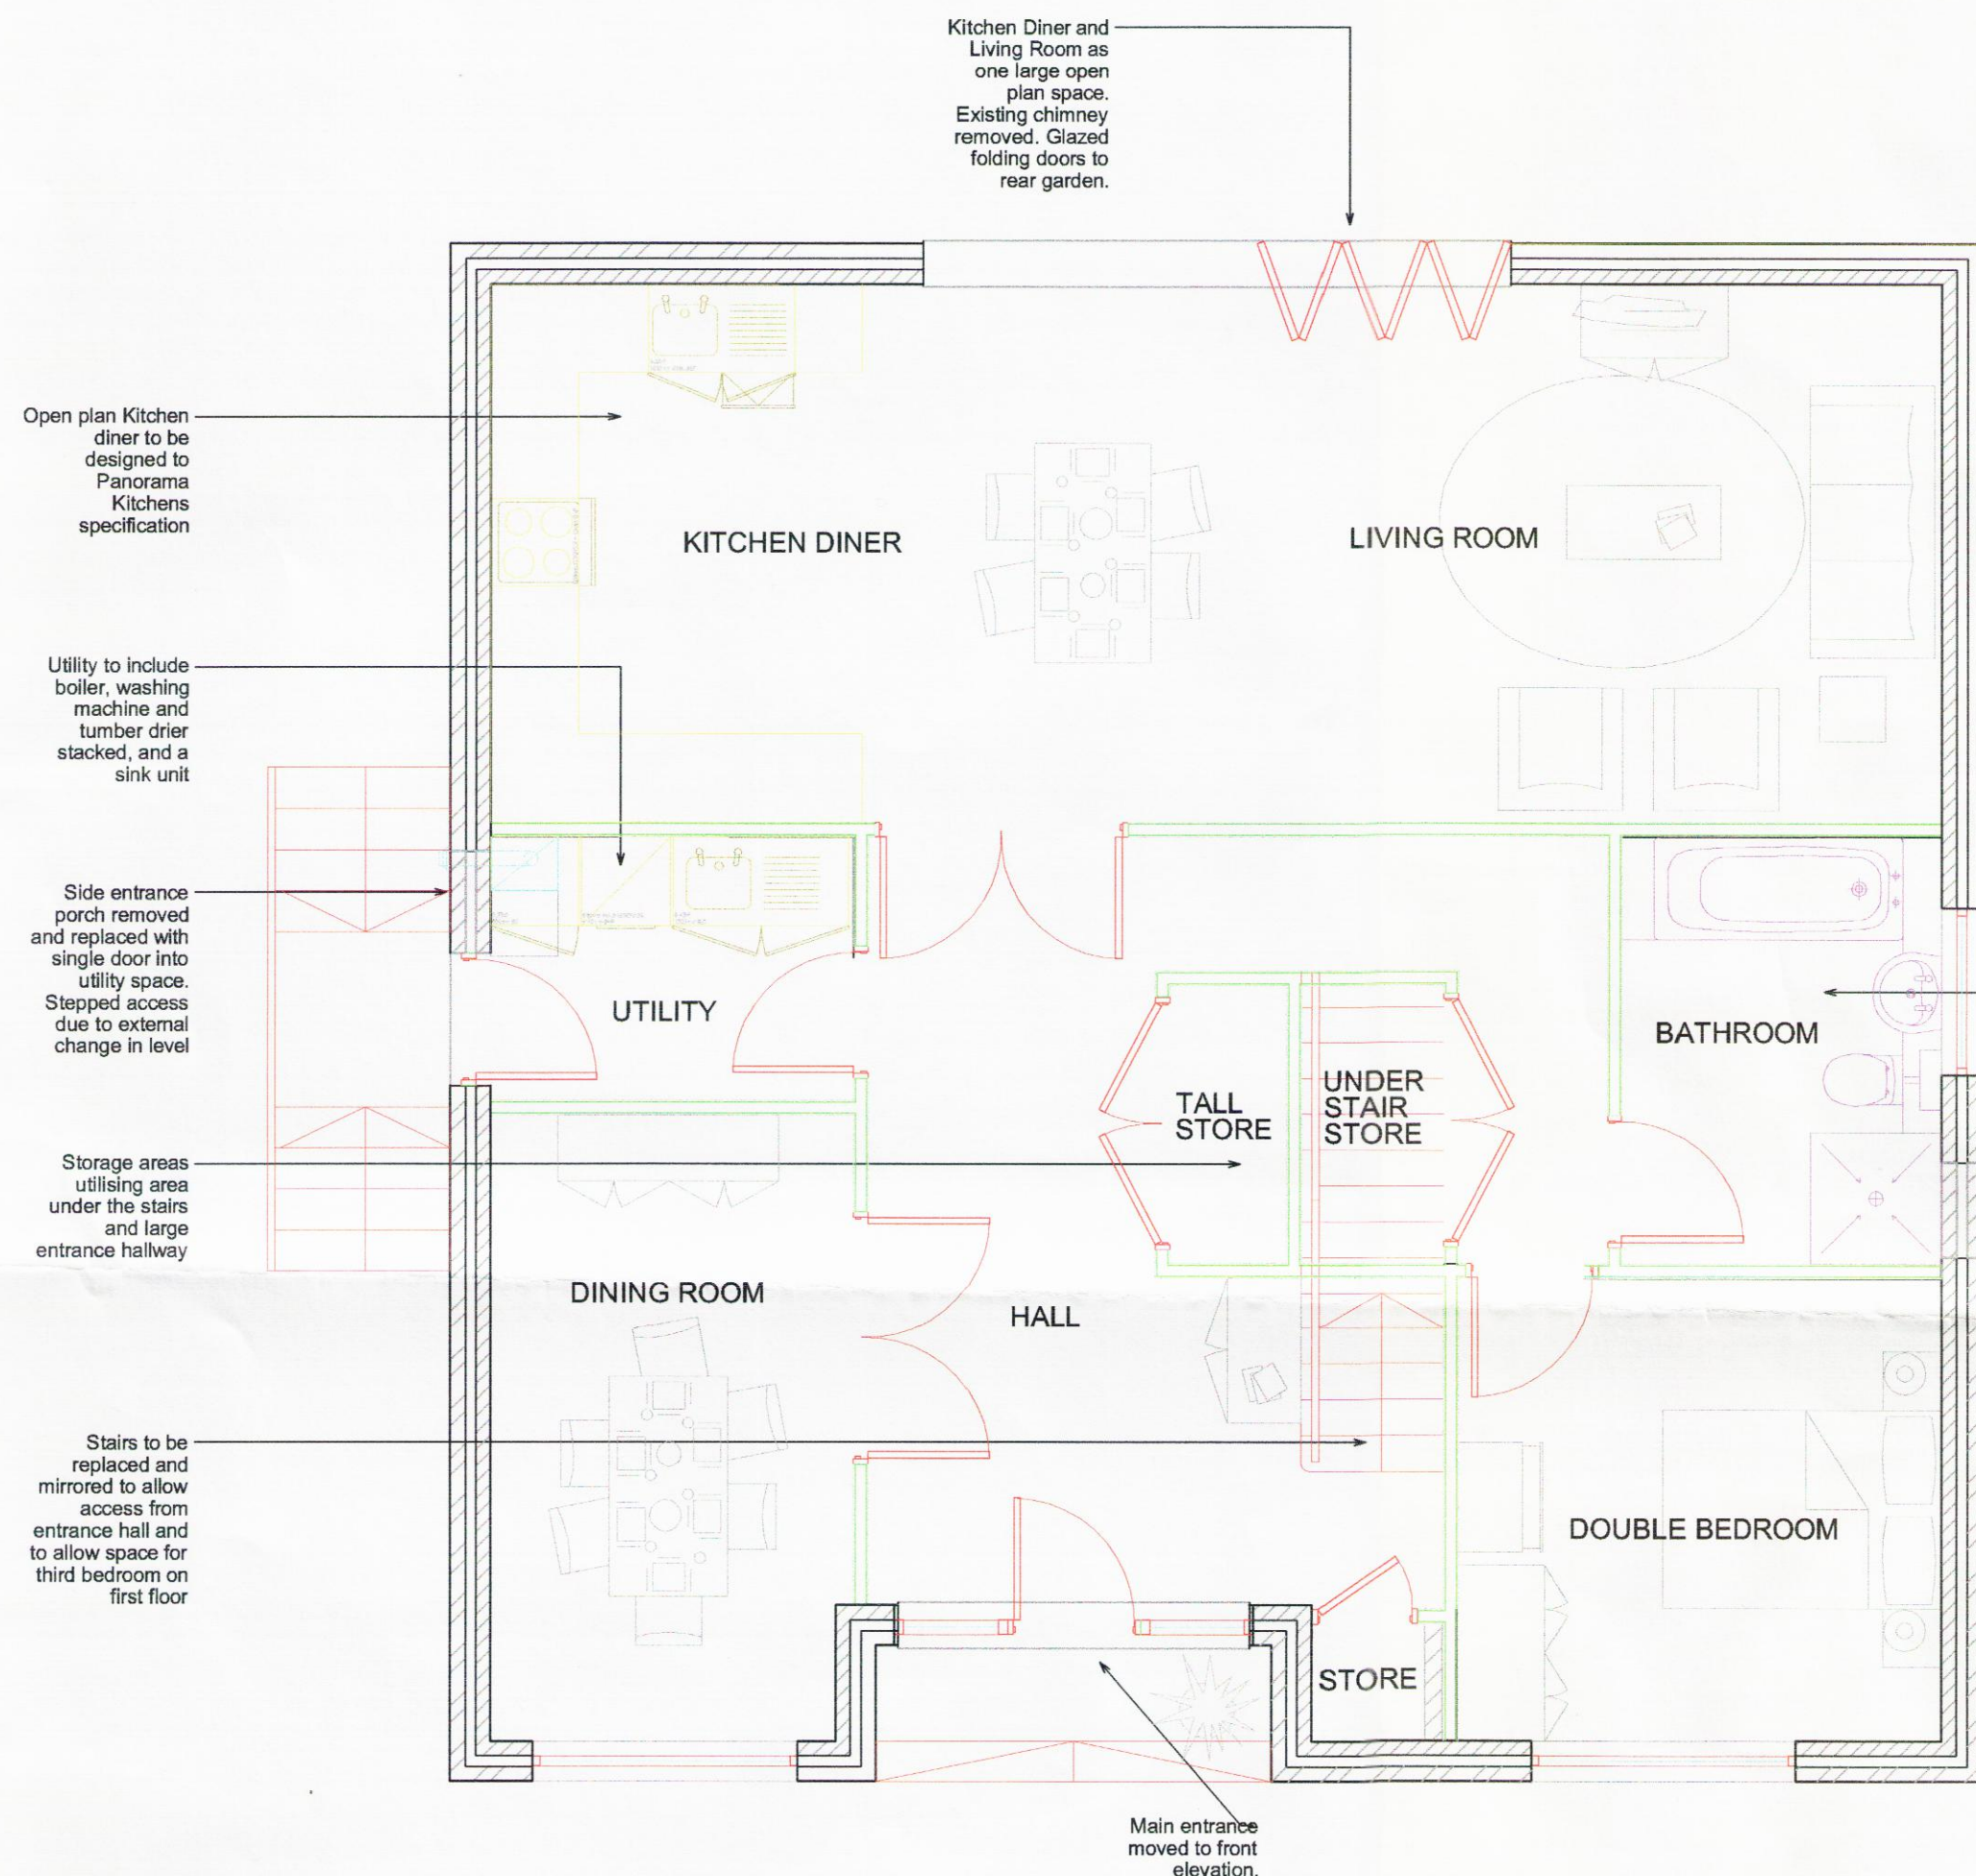 Kitchen Diner and
Living Room as
one large open
plan space.
Existing chimney
removed. Glazed
folding doors to
rear garden.
Open plan Kitchen
diner to be
designed to
Panorama
Kitchens
specification
KITCHEN DINER
LIVING ROOM
Utility to include
boiler, washing
machine and
tumber drier
stacked, and a
sink unit
Side entrance
porch removed
and replaced with
single door into
utility space.
Stepped access
due to external
change in level
UTILITY
BATHROOM
TALL
STORE
UNDER
STAIR
STORE
Storage areas
utilising area
under the stairs
and large
entrance hallway
DINING ROOM
HALL
Stairs to be
replaced and
mirrored to allow
access from
entrance hall and
to allow space for
third bedroom on
first floor
DOUBLE BEDROOM
STORE
Main entrance
moved to front
elevation.